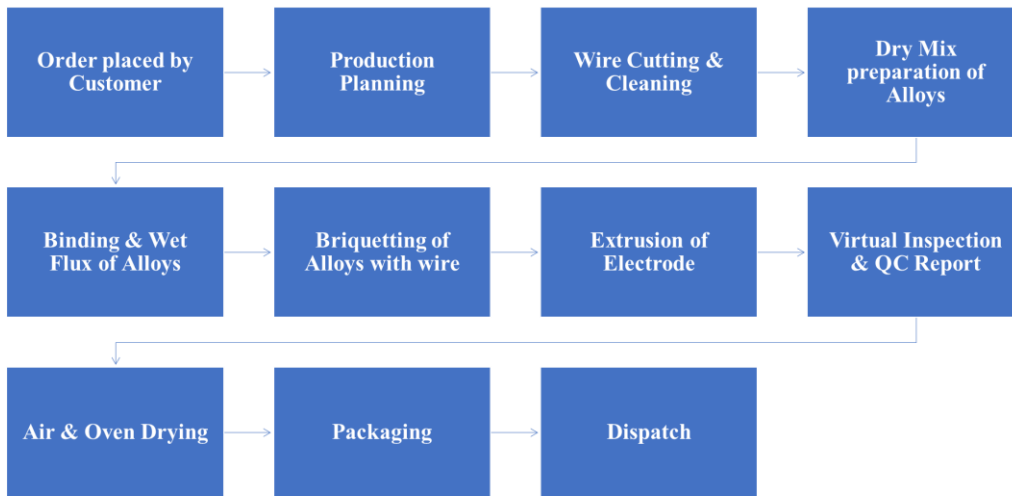 Order placed by
Customer
Production
Planning
Wire Cutting &
Cleaning
Dry Mix
preparation of
Alloys
Binding & Wet
Flux of Alloys
Briquetting of
Alloys with wire
Extrusion of
Electrode
Virtual Inspection
& QC Report
Air & Oven Drying
Packaging
Dispatch